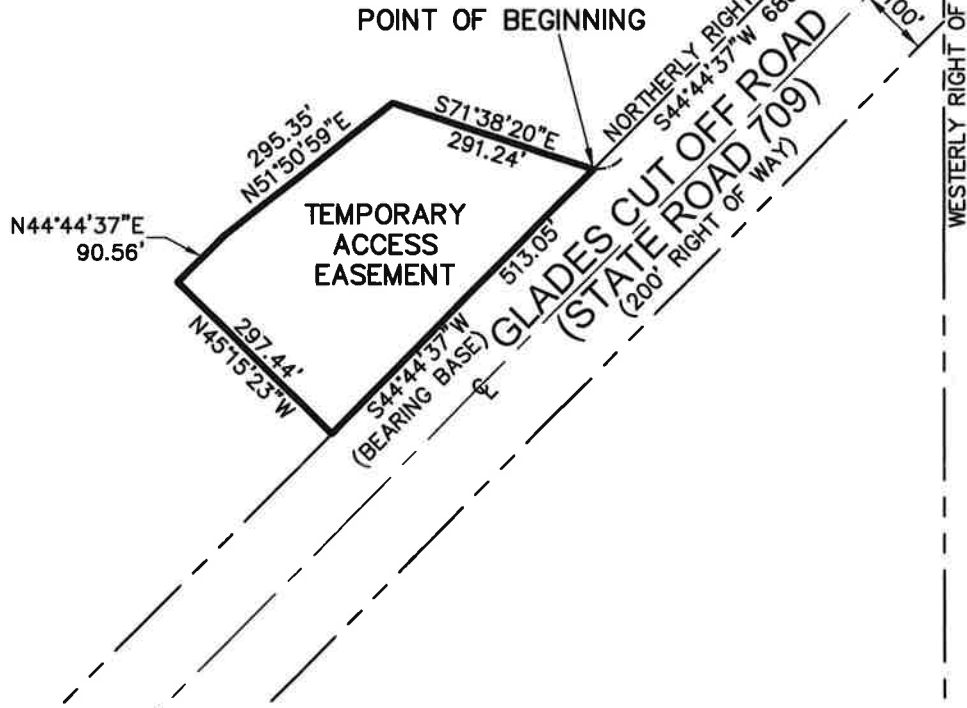 POINT OF BEGINNING
NORTHERLY RIGHT
S44°44'37"W
WESTERLY RIGHT OF
S71°38'20"E
291.24'
295.35'
N51°50'59"E
GLADES CUT OFF ROAD
(STATE ROAD 709)
(200' RIGHT OF WAY)
TEMPORARY
ACCESS
EASEMENT
N44°44'37"E
90.56'
513.05'
297.44'
N45°15'23"W
S44°44'37"W
(BEARING BASE)
℄